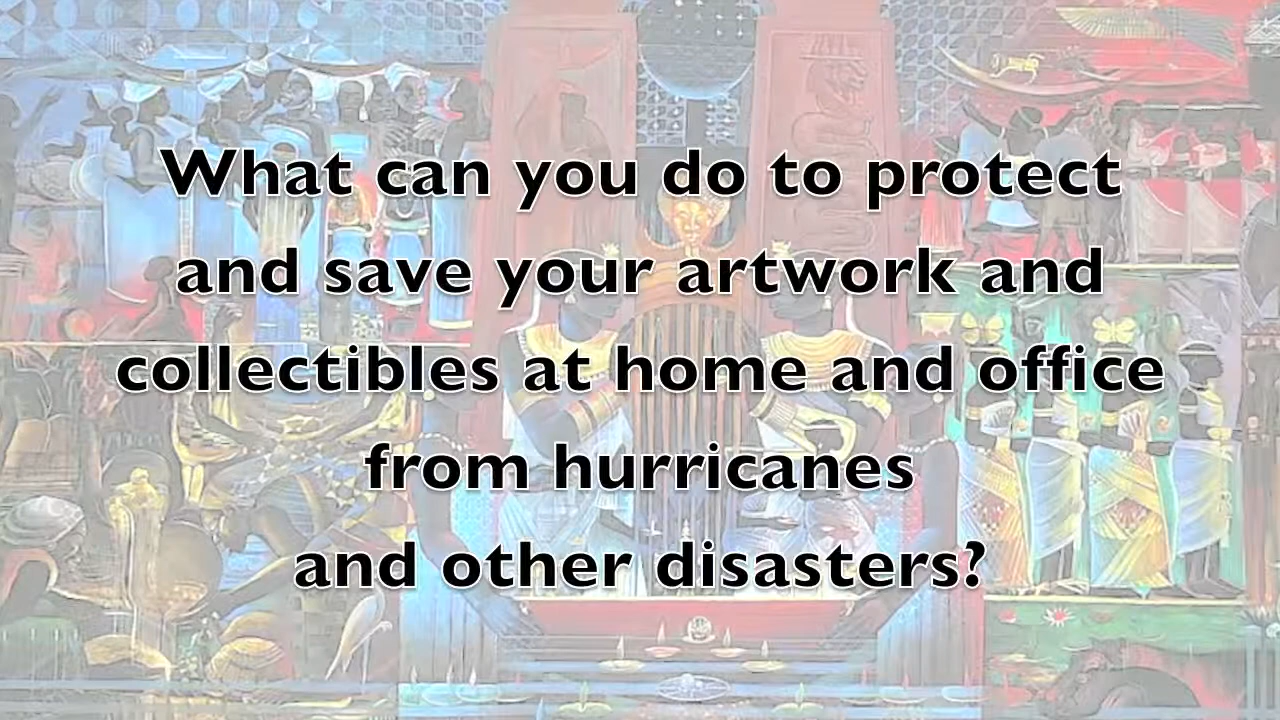 What can you do to protect
and save your artwork and
collectibles at home and office
from hurricanes
and other disasters?